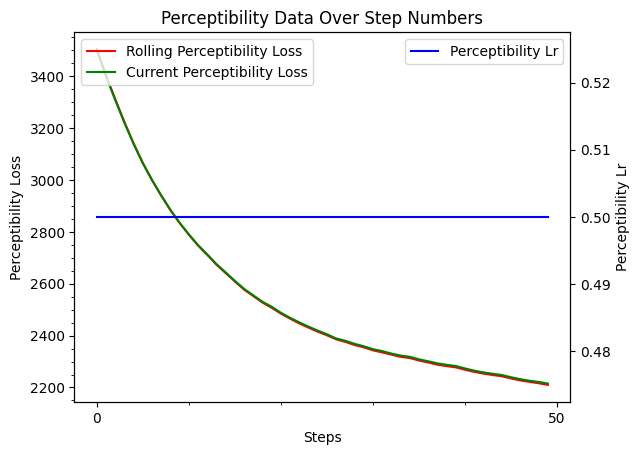 Perceptibility Data Over Step Numbers
Rolling Perceptibility Loss
Current Perceptibility Loss
Perceptibility Lr
3400
3200
3000
2800
2600
2400
2200
Perceptibility Loss
0.52
0.51
0.50
0.49
0.48
Perceptibility Lr
0
50
Steps